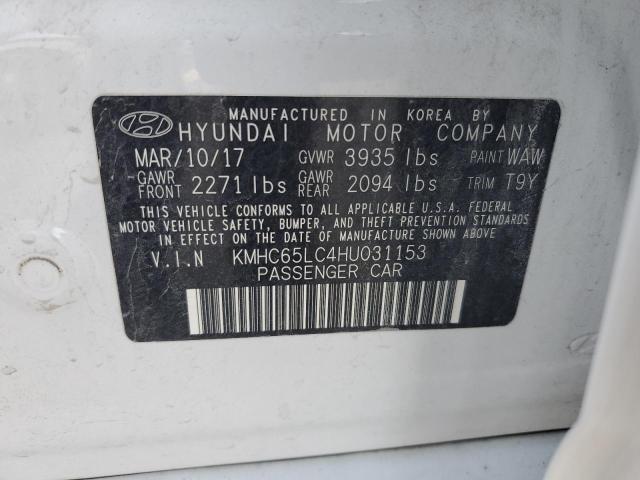 MANUFACTURED IN KOREA BY
HYUNDAI MOTOR COMPANY
MAR/10/17 GVWR 3935 lbs PAINT WAW
GAWR FRONT 2271 lbs GAWR REAR 2094 lbs TRIM T9Y
THIS VEHICLE CONFORMS TO ALL APPLICABLE U.S.A. FEDERAL
MOTOR VEHICLE SAFETY, BUMPER, AND THEFT PREVENTION STANDARDS
IN EFFECT ON THE DATE OF MANUFACTURE SHOWN ABOVE.
V.I.N KMHC65LC4HU031153
PASSENGER CAR